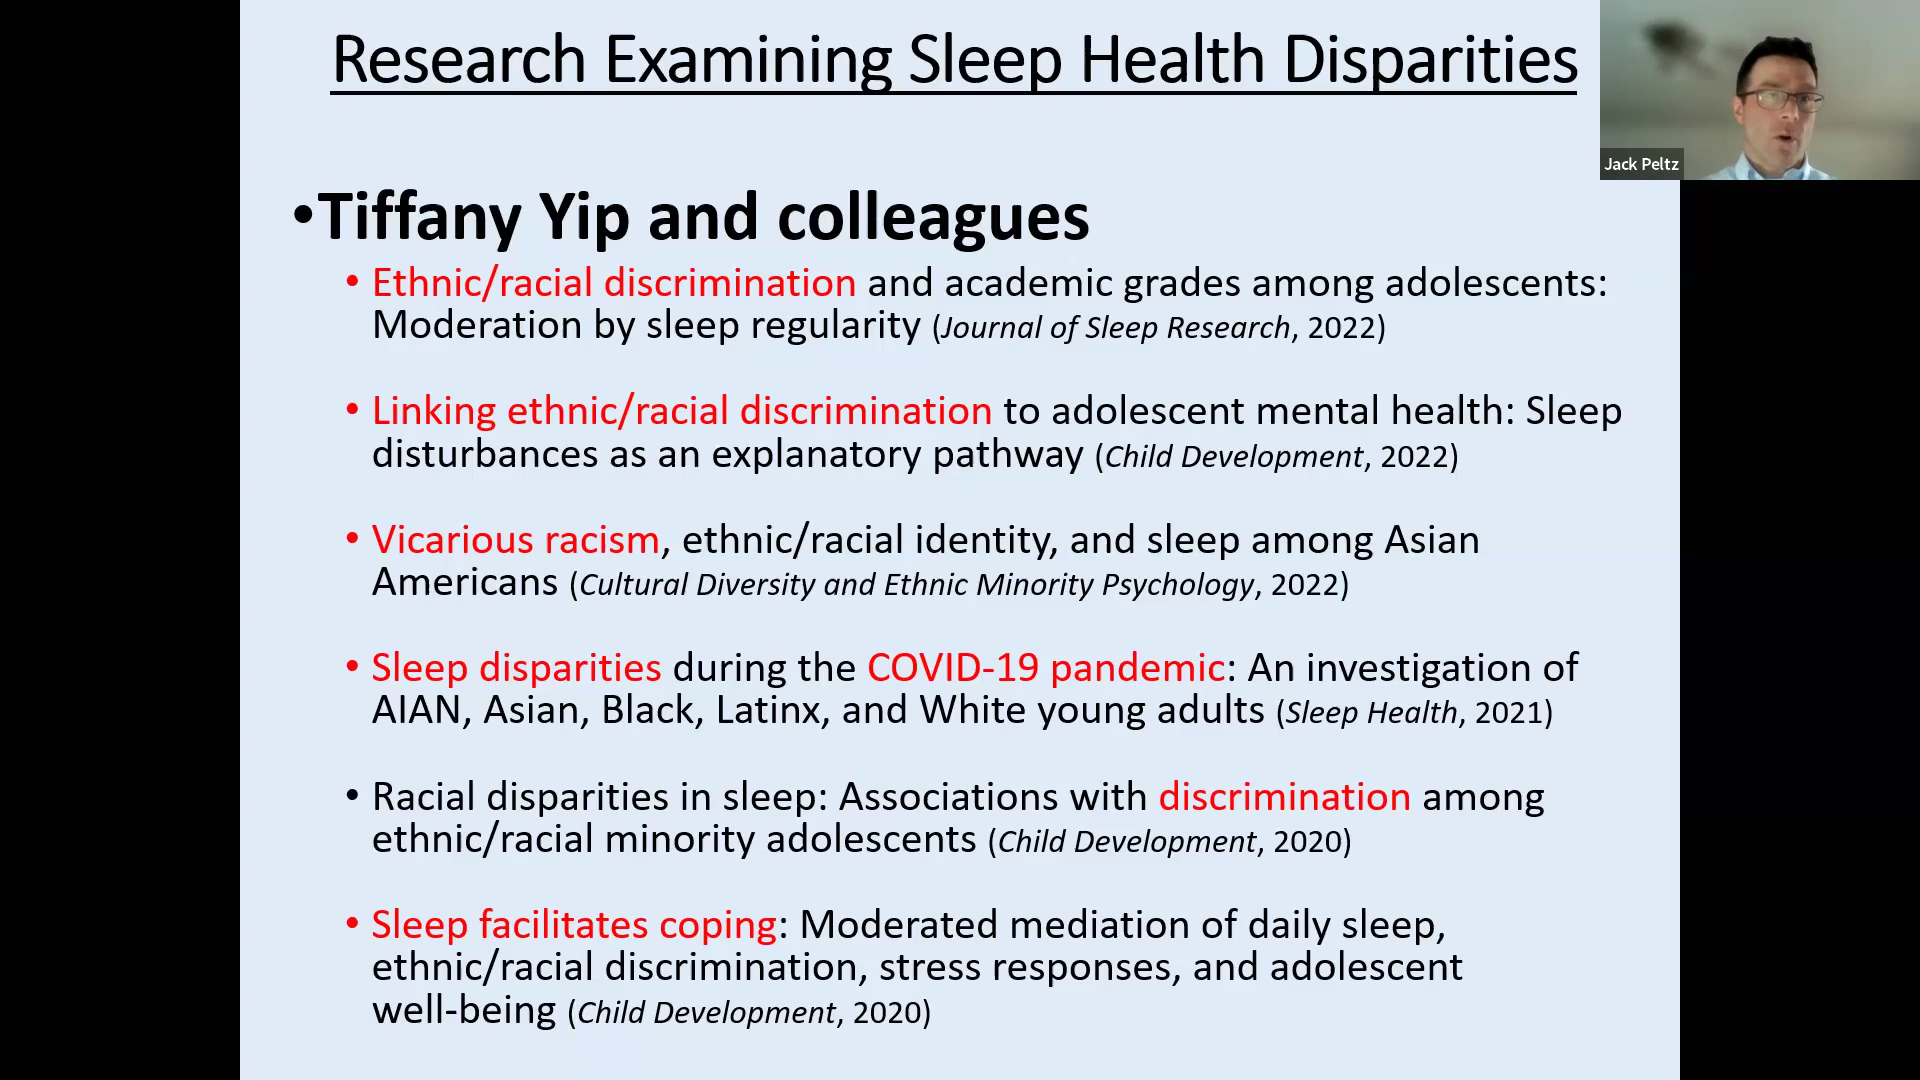 Research Examining Sleep Health Disparities
Jack Peltz
•Tiffany Yip and colleagues
• Ethnic/racial discrimination and academic grades among adolescents:
Moderation by sleep regularity (Journal of Sleep Research, 2022)
• Linking ethnic/racial discrimination to adolescent mental health: Sleep
disturbances as an explanatory pathway (Child Development, 2022)
• Vicarious racism, ethnic/racial identity, and sleep among Asian
Americans (Cultural Diversity and Ethnic Minority Psychology, 2022)
• Sleep disparities during the COVID-19 pandemic: An investigation of
AIAN, Asian, Black, Latinx, and White young adults (Sleep Health, 2021)
• Racial disparities in sleep: Associations with discrimination among
ethnic/racial minority adolescents (Child Development, 2020)
• Sleep facilitates coping: Moderated mediation of daily sleep,
ethnic/racial discrimination, stress responses, and adolescent
well-being (Child Development, 2020)